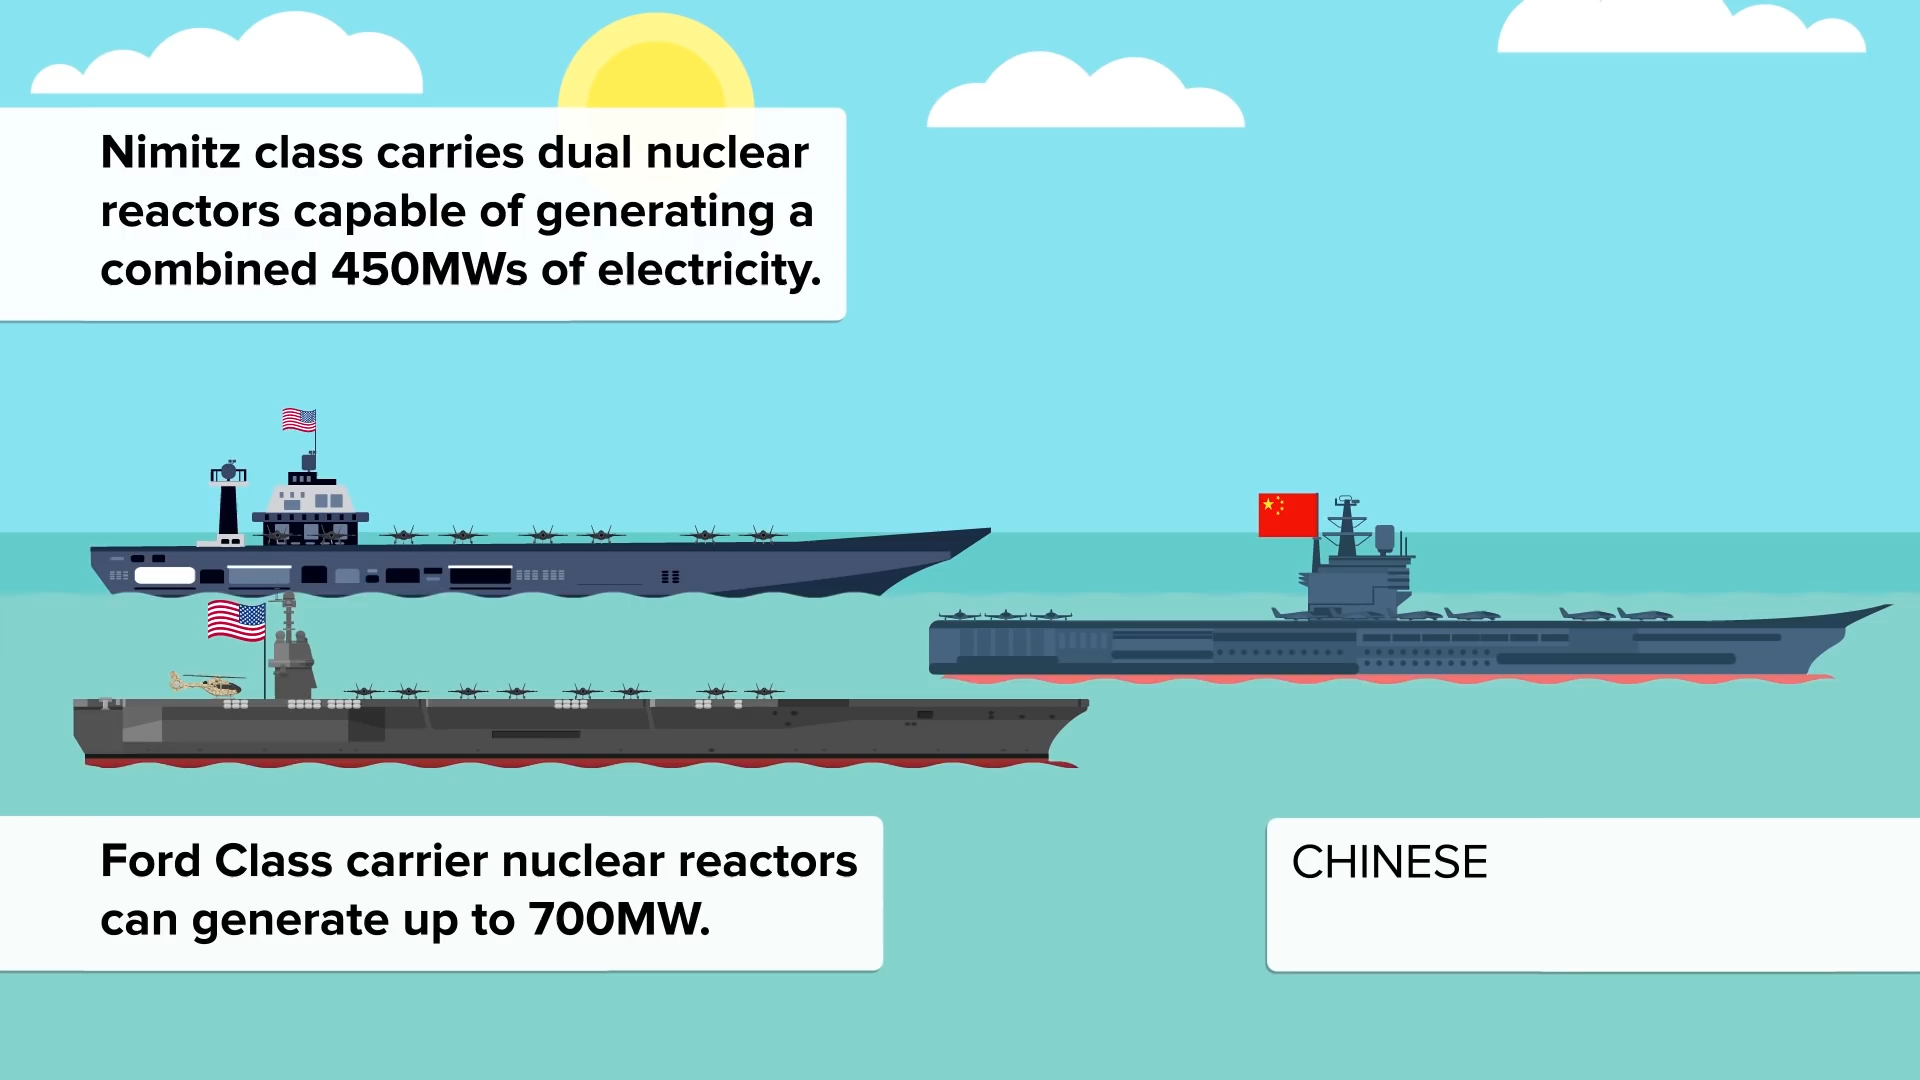 Nimitz class carries dual nuclear
reactors capable of generating a
combined 450MWs of electricity.
Ford Class carrier nuclear reactors
can generate up to 700MW.
CHINESE